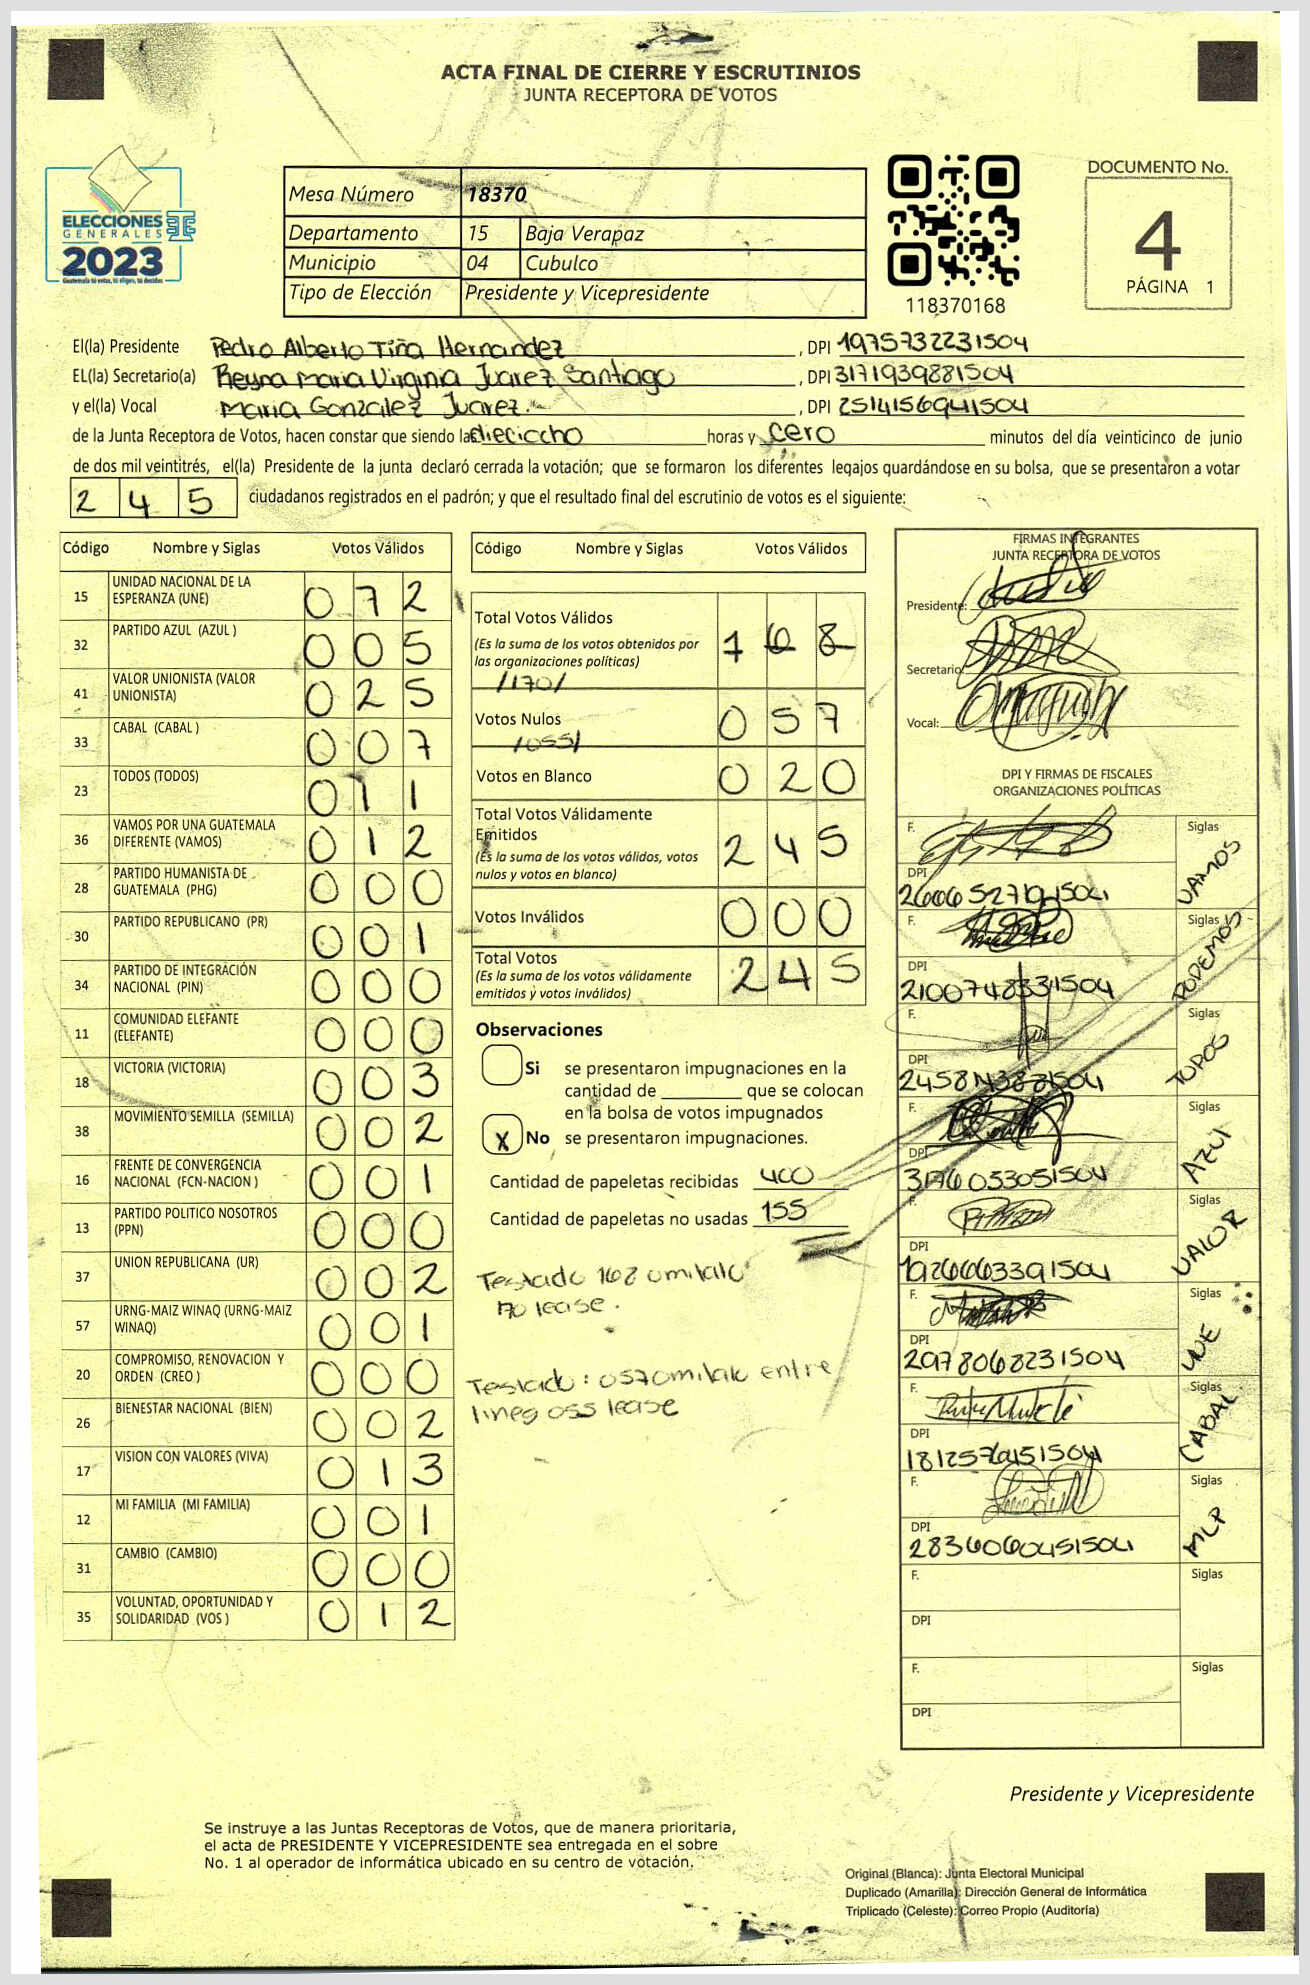 ACTA FINAL DE CIERRE Y ESCRUTINIOS
JUNTA RECEPTORA DE VOTOS
ELECCIONES
GENERALES
2023
Guatemala tú votas, tú eliges, tú decides
Mesa Número 18370
Departamento 15 Baja Verapaz
Municipio 04 Cubulco
Tipo de Elección Presidente y Vicepresidente
118370168
DOCUMENTO No.
4
PÁGINA 1
El(la) Presidente Pedro Alberto Tiña Hernandez, DPI 1975732231504
EL(la) Secretario(a) Reyna Maria Virginia Juarez Santiago, DPI 3171939881504
y el(la) Vocal Maria Gonzalez Juarez, DPI 2514156941504
de la Junta Receptora de Votos, hacen constar que siendo las dieciocho horas y cero minutos del día veinticinco de junio
de dos mil veintitrés, el(la) Presidente de la junta declaró cerrada la votación; que se formaron los diferentes legajos guardándose en su bolsa, que se presentaron a votar
2 4 5 ciudadanos registrados en el padrón; y que el resultado final del escrutinio de votos es el siguiente:
Código Nombre y Siglas Votos Válidos
15 UNIDAD NACIONAL DE LA ESPERANZA (UNE) 0 7 2
32 PARTIDO AZUL (AZUL ) 0 0 5
41 VALOR UNIONISTA (VALOR UNIONISTA) 0 2 5
33 CABAL (CABAL ) 0 0 7
23 TODOS (TODOS) 0 1 1
36 VAMOS POR UNA GUATEMALA DIFERENTE (VAMOS) 0 1 2
28 PARTIDO HUMANISTA DE GUATEMALA (PHG) 0 0 0
30 PARTIDO REPUBLICANO (PR) 0 0 1
34 PARTIDO DE INTEGRACIÓN NACIONAL (PIN) 0 0 0
11 COMUNIDAD ELEFANTE (ELEFANTE) 0 0 0
18 VICTORIA (VICTORIA) 0 0 3
38 MOVIMIENTO SEMILLA (SEMILLA) 0 0 2
16 FRENTE DE CONVERGENCIA NACIONAL (FCN-NACION ) 0 0 1
13 PARTIDO POLITICO NOSOTROS (PPN) 0 0 0
37 UNION REPUBLICANA (UR) 0 0 2
57 URNG-MAIZ WINAQ (URNG-MAIZ WINAQ) 0 0 1
20 COMPROMISO, RENOVACION Y ORDEN (CREO ) 0 0 0
26 BIENESTAR NACIONAL (BIEN) 0 0 2
17 VISION CON VALORES (VIVA) 0 1 3
12 MI FAMILIA (MI FAMILIA) 0 0 1
31 CAMBIO (CAMBIO) 0 0 0
35 VOLUNTAD, OPORTUNIDAD Y SOLIDARIDAD (VOS ) 0 1 2
Código Nombre y Siglas Votos Válidos
Total Votos Válidos 1 6 8
(Es la suma de los votos obtenidos por
las organizaciones políticas)
/170/
Votos Nulos 0 5 7
/055/
Votos en Blanco 0 2 0
Total Votos Válidamente
Emitidos 2 4 5
(Es la suma de los votos válidos, votos
nulos y votos en blanco)
Votos Inválidos 0 0 0
Total Votos 2 4 5
(Es la suma de los votos válidamente
emitidos y votos inválidos)
Observaciones
Si se presentaron impugnaciones en la
cantidad de ________ que se colocan
en la bolsa de votos impugnados
X No se presentaron impugnaciones.
Cantidad de papeletas recibidas 400
Cantidad de papeletas no usadas 155
Testado
lease.
Testado: entre
lineas 055 lease
FIRMAS INTEGRANTES
JUNTA RECEPTORA DE VOTOS
Presidente:
Secretario:
Vocal:
DPI Y FIRMAS DE FISCALES
ORGANIZACIONES POLÍTICAS
F. Siglas VAMOS
DPI
F. Siglas PODEMOS
DPI 2100748331504
F. Siglas TODOS
DPI
F. Siglas AZUL
DPI 3176033051504
F. Siglas VALOR
DPI 1926663391504
F. Siglas UNE
DPI 2978068231504
F. Siglas CABAL
DPI
F. Siglas MLP
DPI 2836060451504
F. Siglas
DPI
F. Siglas
DPI
Presidente y Vicepresidente
Se instruye a las Juntas Receptoras de Votos, que de manera prioritaria,
el acta de PRESIDENTE Y VICEPRESIDENTE sea entregada en el sobre
No. 1 al operador de informática ubicado en su centro de votación.
Original (Blanca): Junta Electoral Municipal
Duplicado (Amarilla): Dirección General de Informática
Triplicado (Celeste): Correo Propio (Auditoría)